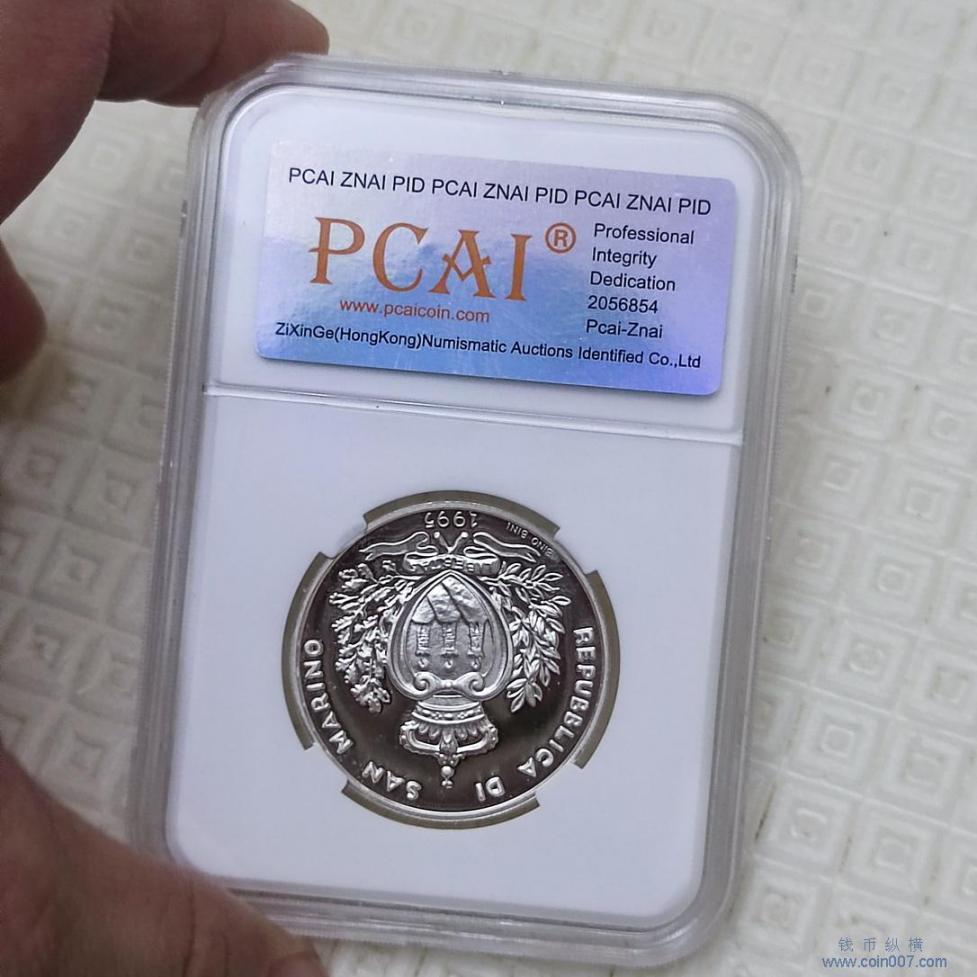 PCAI ZNAI PID PCAI ZNAI PID PCAI ZNAI PID
PCAI®
www.pcaicoin.com
Professional
Integrity
Dedication
2056854
Pcai-Znai
ZiXinGe(HongKong)Numismatic Auctions Identified Co.,Ltd
REPUBBLICA DI SAN MARINO
LIBERTAS
1995
BINO BINI
钱币纵横
www.coin007.com